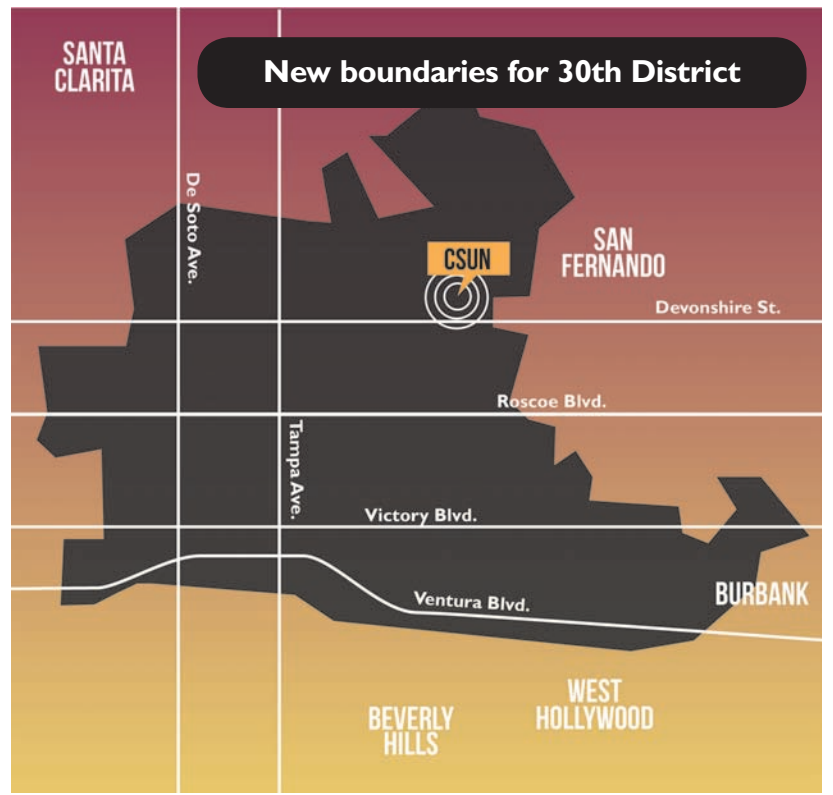 SANTA
CLARITA
New boundaries for 30th District
De Soto Ave.
CSUN
SAN
FERNANDO
Devonshire St.
Roscoe Blvd.
Tampa Ave.
Victory Blvd.
Ventura Blvd.
BURBANK
WEST
HOLLYWOOD
BEVERLY
HILLS